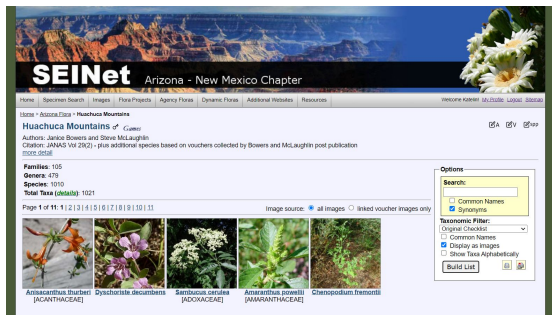 SEINet Arizona - New Mexico Chapter
Home Specimen Search Images Flora Projects Agency Floras Dynamic Floras Additional Websites Resources Welcome Katelin! My Profile Logout Sitemap
Home > Arizona Flora > Huachuca Mountains
Huachuca Mountains Games A V SPP
Authors: Janice Bowers and Steve McLaughlin
Citation: JANAS Vol 29(2) - plus additional species based on vouchers collected by Bowers and McLaughlin post publication
more detail
Families: 105
Genera: 479
Species: 1010
Total Taxa (details): 1021
Page 1 of 11: 1 | 2 | 3 | 4 | 5 | 6 | 7 | 8 | 9 | 10 | 11
Image source: all images linked voucher images only
Anisacanthus thurberi
[ACANTHACEAE]
Dyschoriste decumbens
Sambucus cerulea
[ADOXACEAE]
Amaranthus powellii
[AMARANTHACEAE]
Chenopodium fremontii
Options
Search:
Common Names
Synonyms
Taxonomic Filter:
Original Checklist
Common Names
Display as images
Show Taxa Alphabetically
Build List